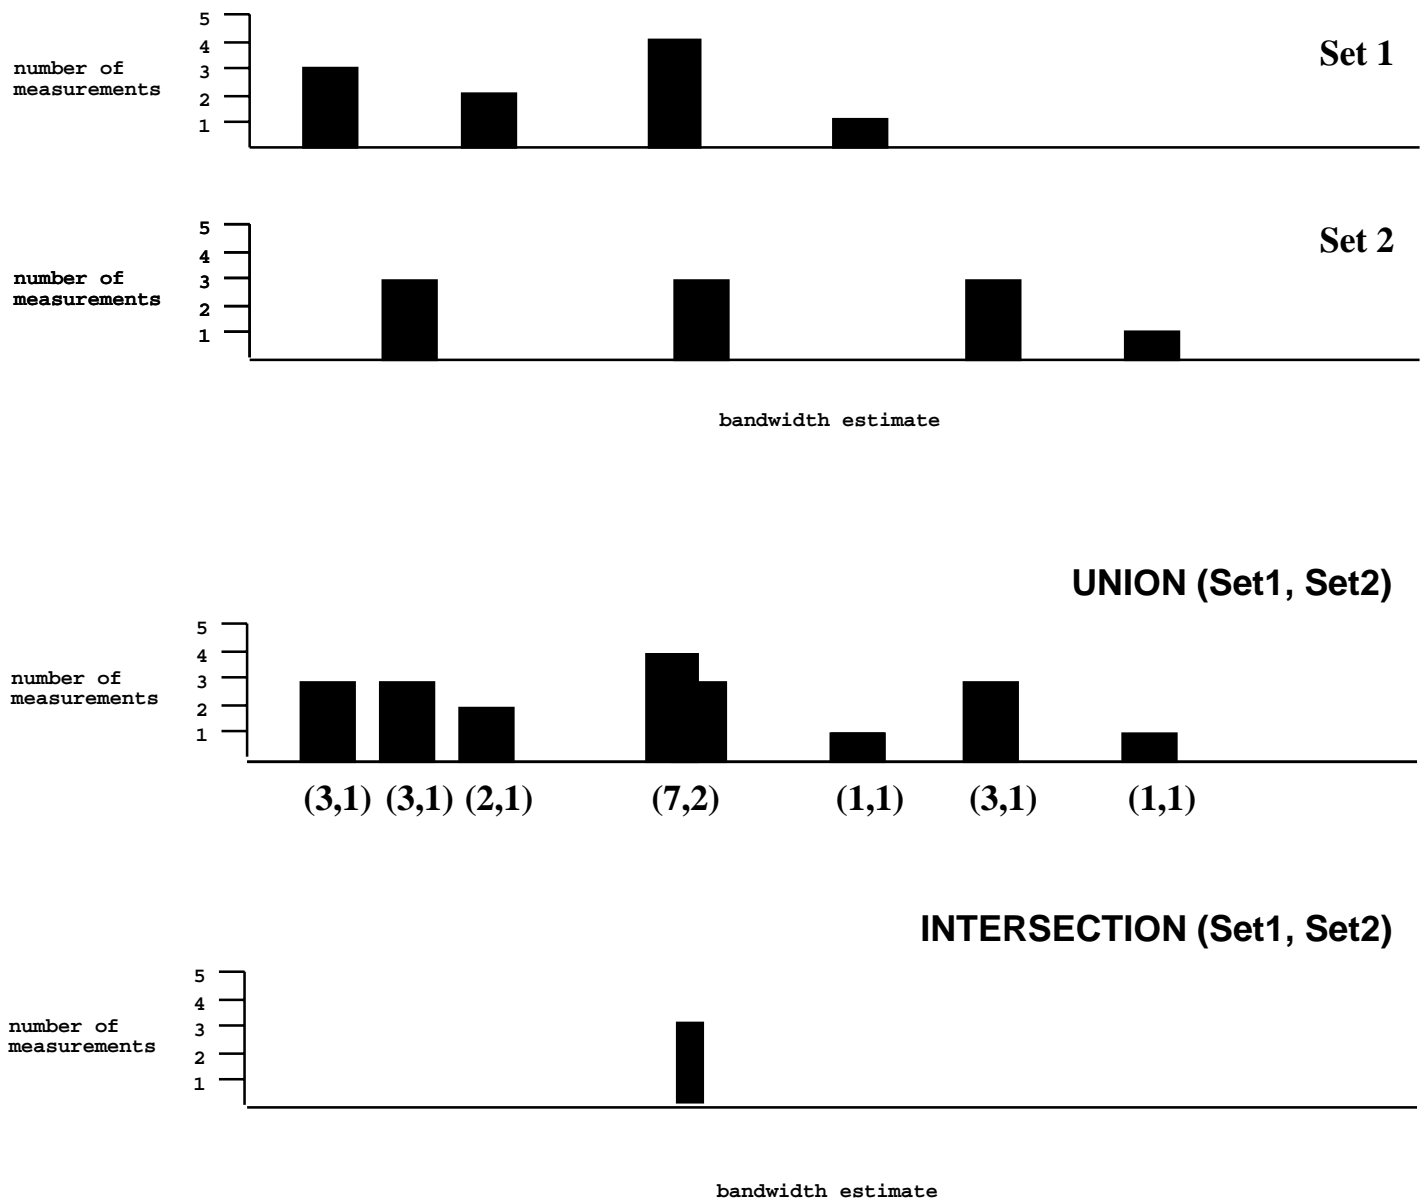 Set 1
number of
measurements
5
4
3
2
1
Set 2
number of
measurements
5
4
3
2
1
bandwidth estimate
UNION (Set1, Set2)
number of
measurements
5
4
3
2
1
(3,1) (3,1) (2,1) (7,2) (1,1) (3,1) (1,1)
INTERSECTION (Set1, Set2)
number of
measurements
5
4
3
2
1
bandwidth estimate